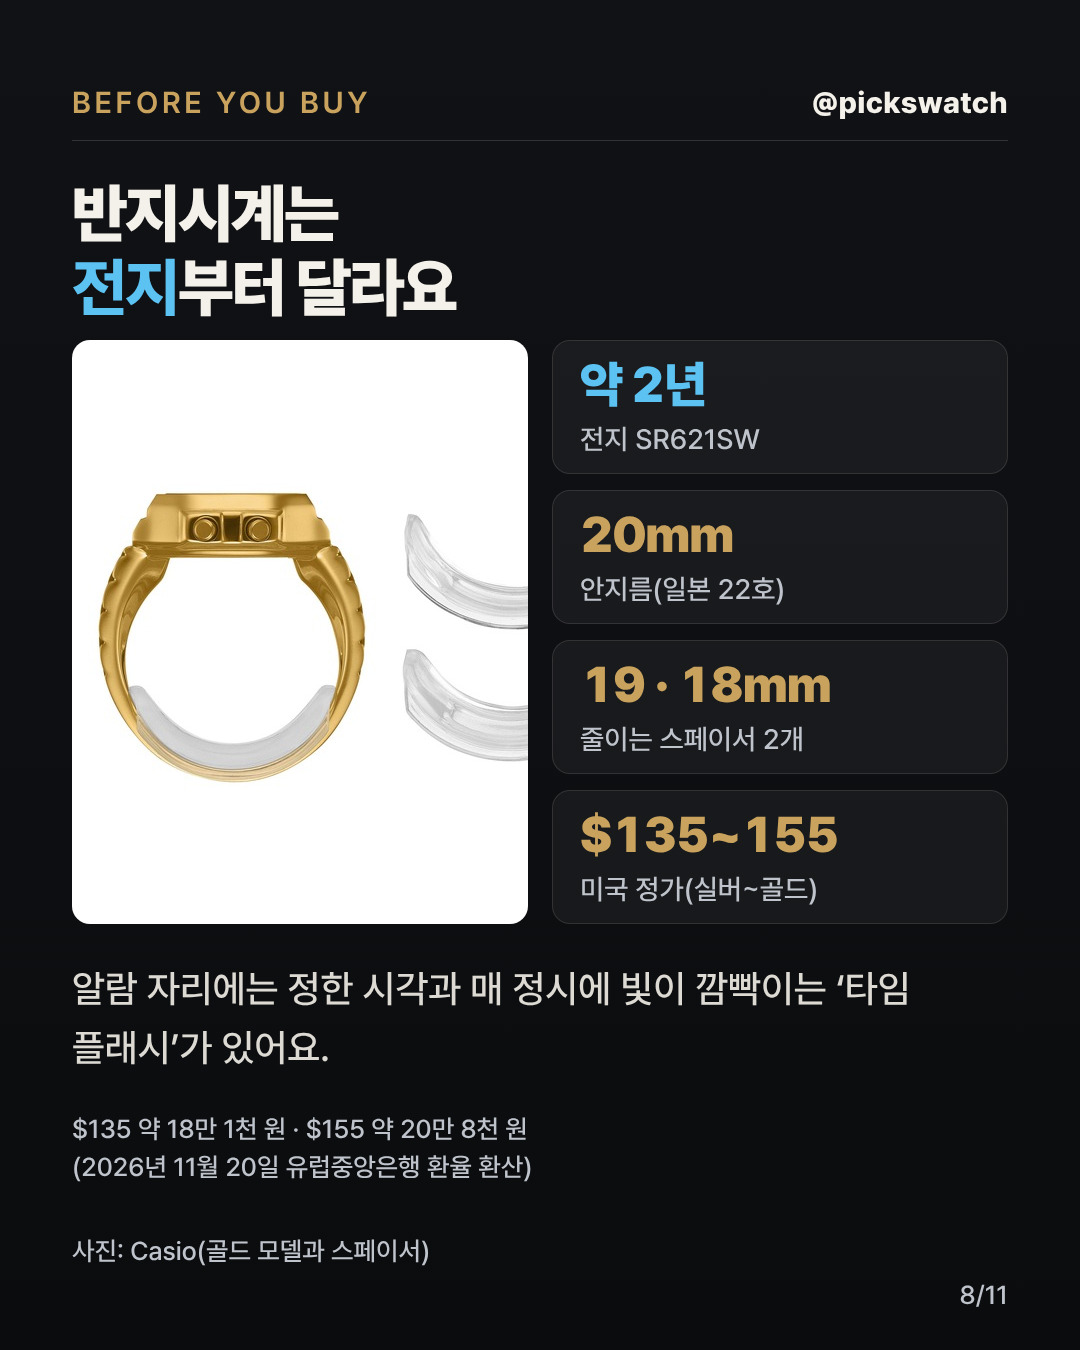 BEFORE YOU BUY
@pickswatch
반지시계는
전지부터 달라요
약 2년
전지 SR621SW
20mm
안지름(일본 22호)
19 · 18mm
줄이는 스페이서 2개
$135~155
미국 정가(실버~골드)
알람 자리에는 정한 시각과 매 정시에 빛이 깜빡이는 ‘타임
플래시’가 있어요.
$135 약 18만 1천 원 · $155 약 20만 8천 원
(2026년 11월 20일 유럽중앙은행 환율 환산)
사진: Casio(골드 모델과 스페이서)
8/11